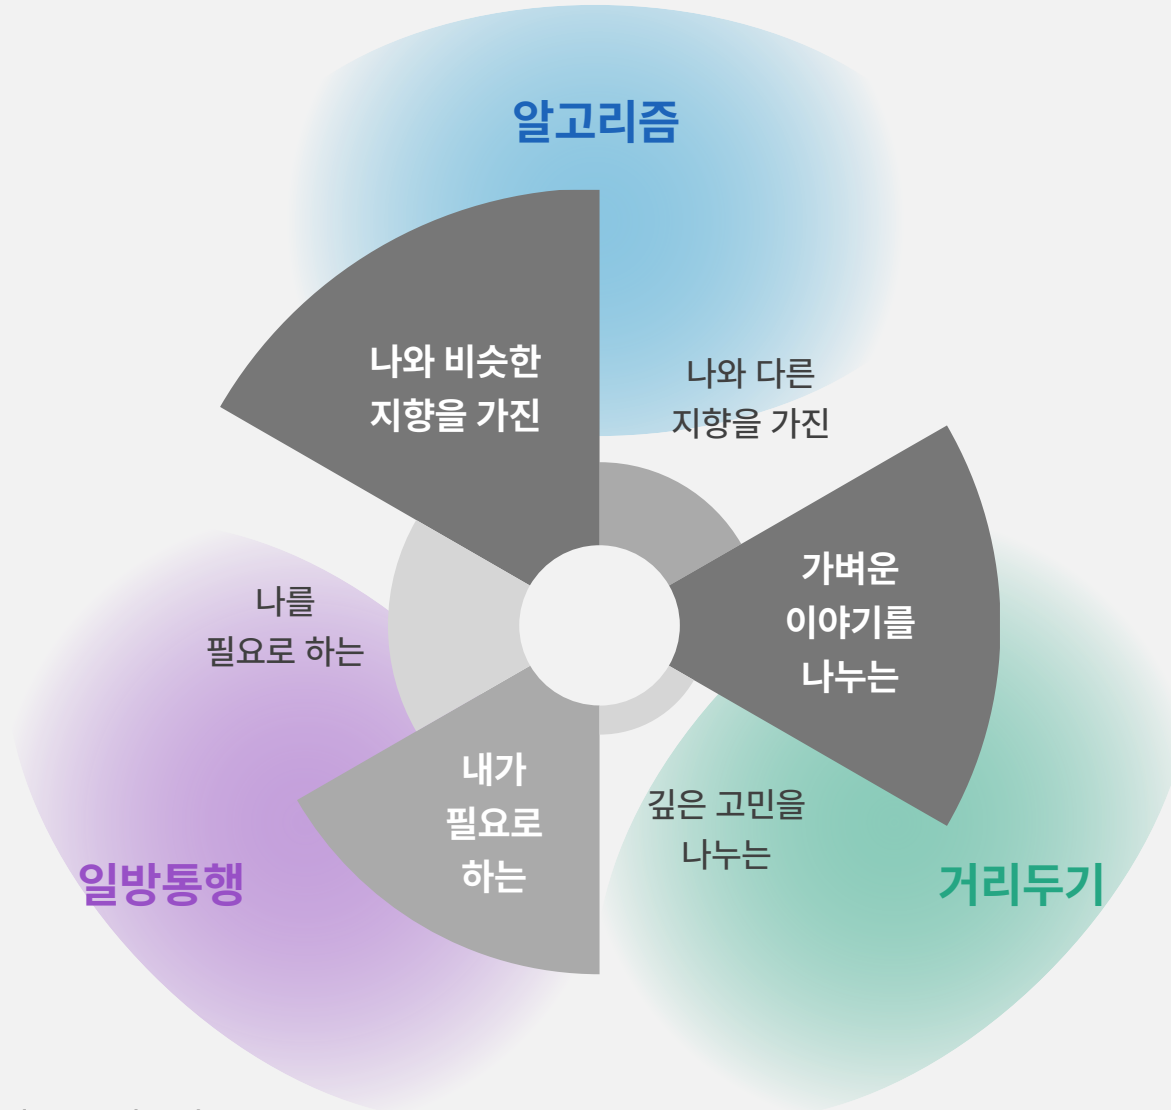 알고리즘
나와 비슷한
지향을 가진
나와 다른
지향을 가진
가벼운
이야기를
나누는
나를
필요로 하는
내가
필요로
하는
깊은 고민을
나누는
일방통행
거리두기